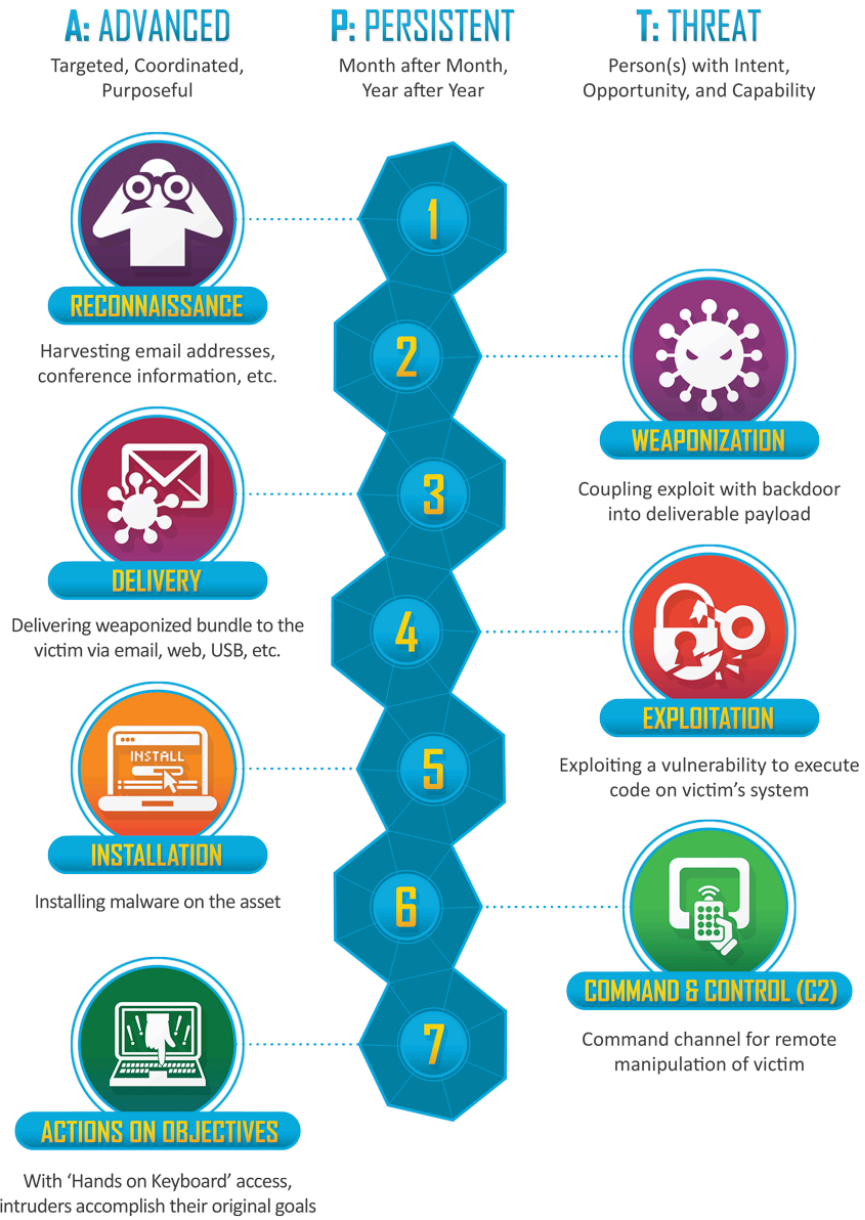 A: ADVANCED
Targeted, Coordinated,
Purposeful
P: PERSISTENT
Month after Month,
Year after Year
T: THREAT
Person(s) with Intent,
Opportunity, and Capability
1
RECONNAISSANCE
Harvesting email addresses,
conference information, etc.
2
WEAPONIZATION
Coupling exploit with backdoor
into deliverable payload
3
DELIVERY
Delivering weaponized bundle to the
victim via email, web, USB, etc.
4
EXPLOITATION
Exploiting a vulnerability to execute
code on victim's system
5
INSTALL
INSTALLATION
Installing malware on the asset
6
COMMAND & CONTROL (C2)
Command channel for remote
manipulation of victim
7
ACTIONS ON OBJECTIVES
With ‘Hands on Keyboard’ access,
intruders accomplish their original goals